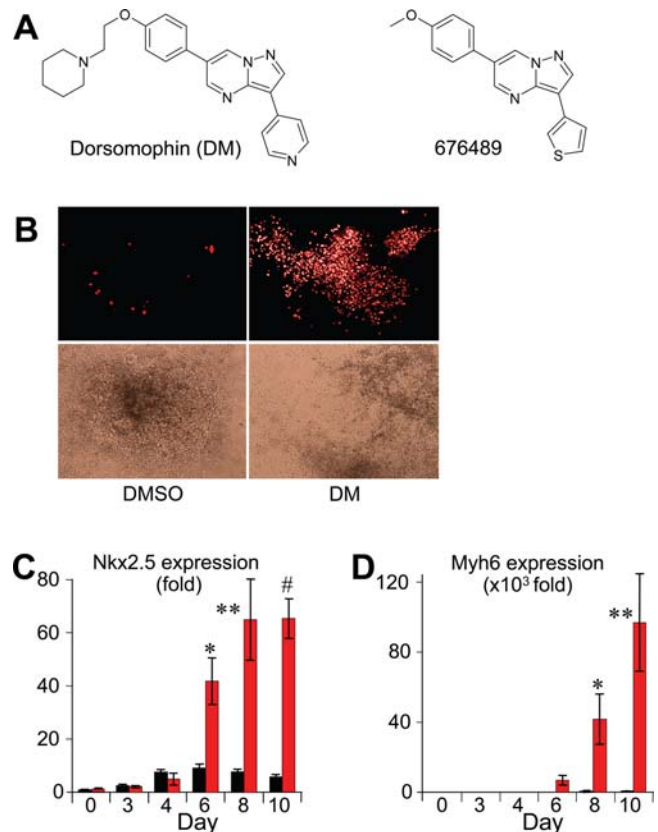 A
O
N
N
N
N
N
Dorsomophin (DM)
O
N
N
N
S
676489
B
DMSO DM
C
Nkx2.5 expression
(fold)
80
60
40
20
0
* ** #
0 3 4 6 8 10
Day
D
Myh6 expression
(x10³ fold)
120
80
40
0
* **
0 3 4 6 8 10
Day